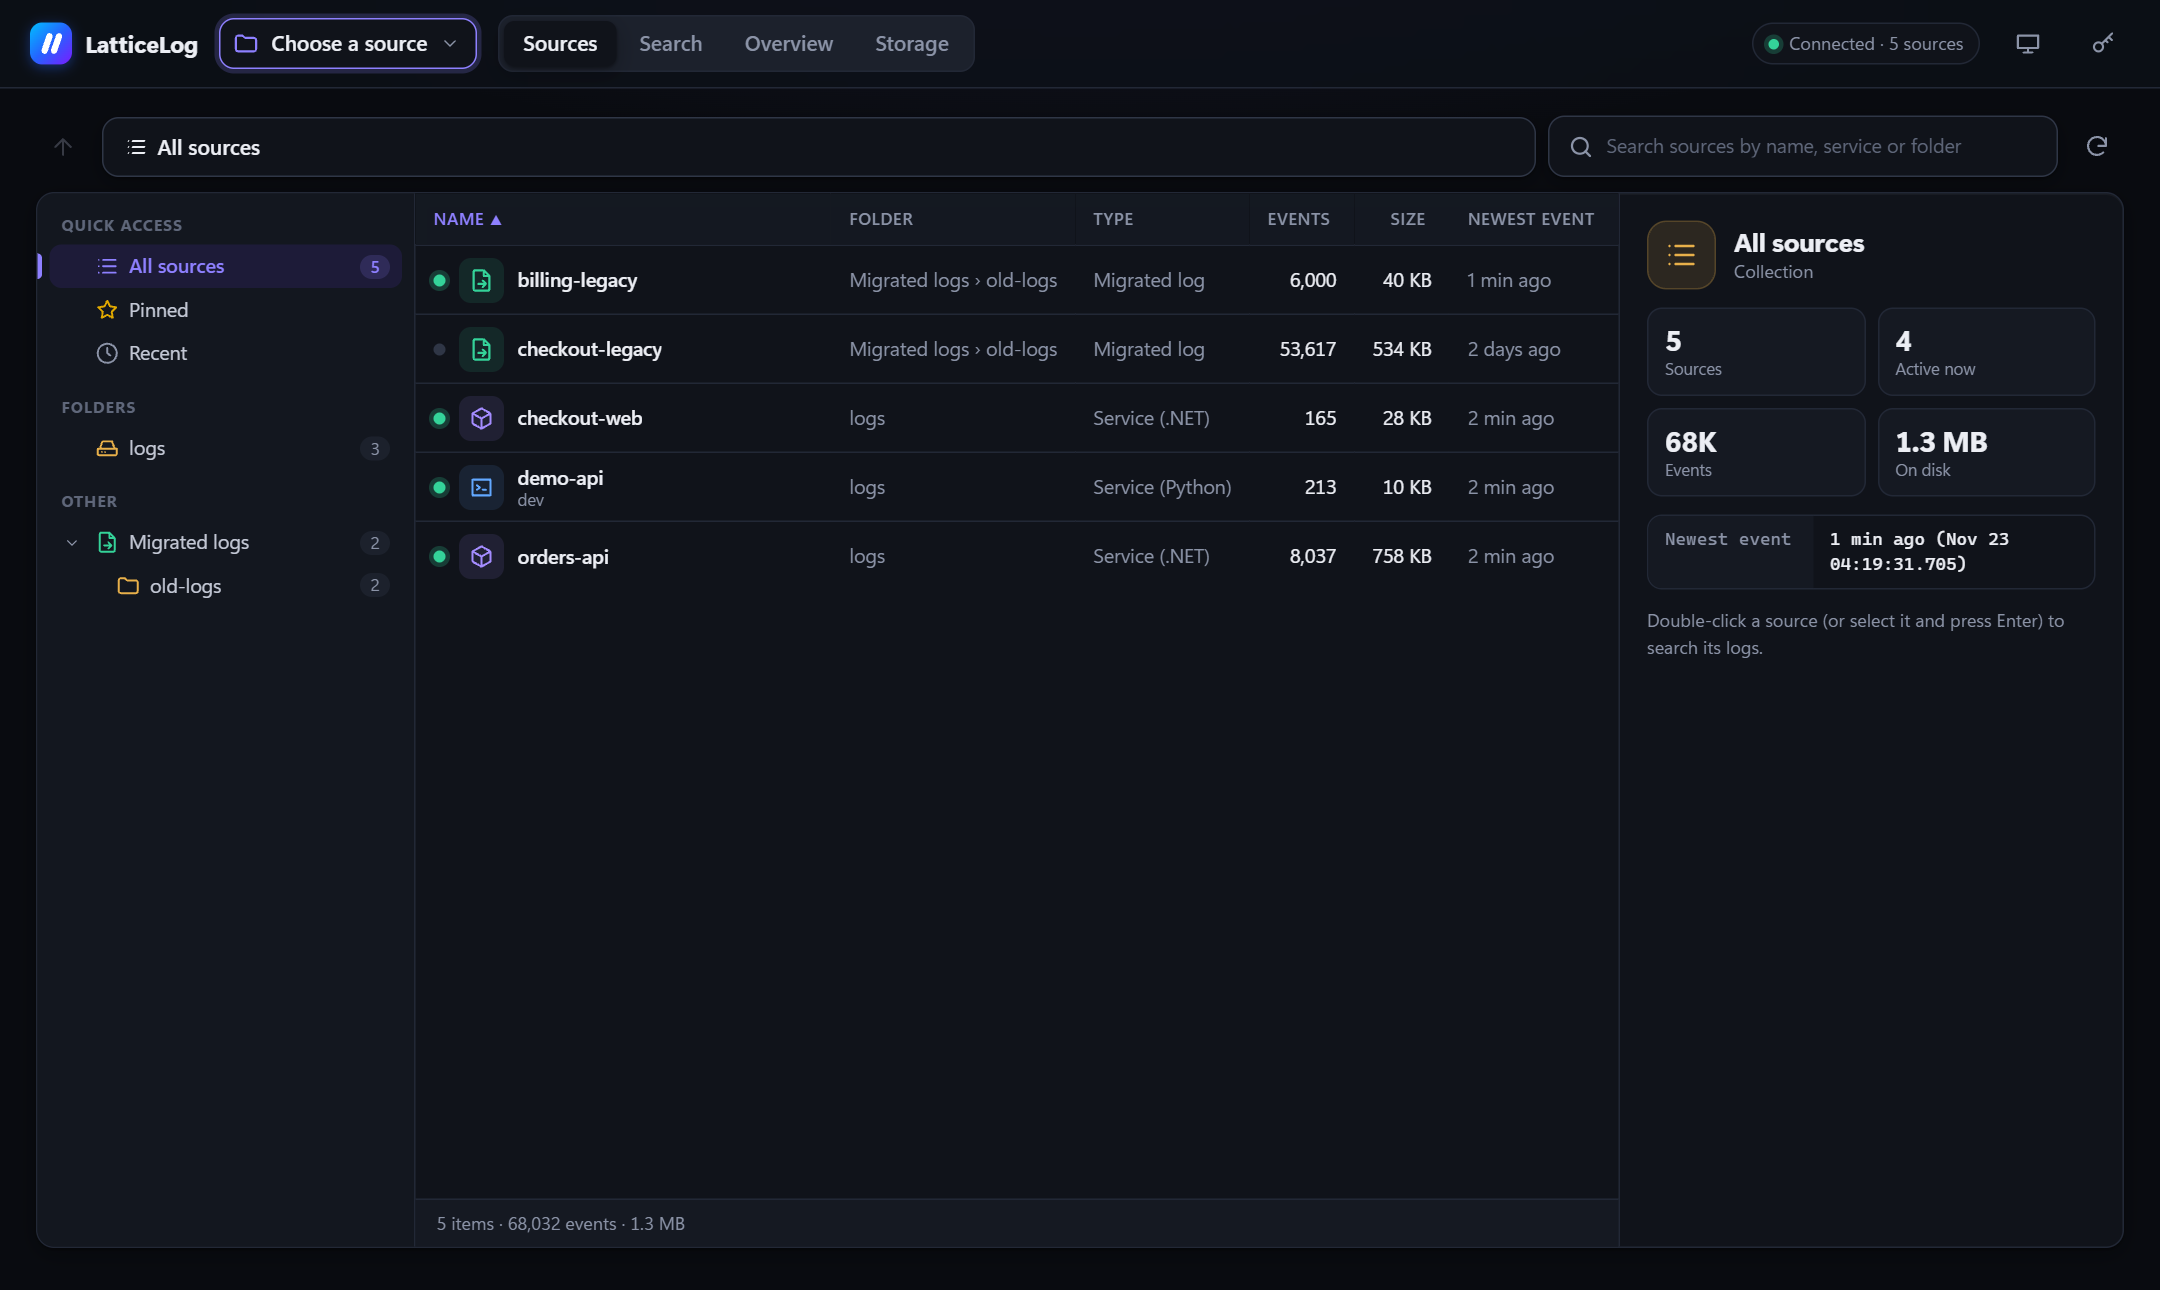 LatticeLog
Choose a source
Sources
Search
Overview
Storage
Connected · 5 sources
All sources
Search sources by name, service or folder
QUICK ACCESS
All sources 5
Pinned
Recent
FOLDERS
logs 3
OTHER
Migrated logs 2
old-logs 2
NAME ▲ FOLDER TYPE EVENTS SIZE NEWEST EVENT
billing-legacy Migrated logs › old-logs Migrated log 6,000 40 KB 1 min ago
checkout-legacy Migrated logs › old-logs Migrated log 53,617 534 KB 2 days ago
checkout-web logs Service (.NET) 165 28 KB 2 min ago
demo-api logs Service (Python) 213 10 KB 2 min ago
dev
orders-api logs Service (.NET) 8,037 758 KB 2 min ago
5 items · 68,032 events · 1.3 MB
All sources
Collection
5
Sources
4
Active now
68K
Events
1.3 MB
On disk
Newest event 1 min ago (Nov 23
04:19:31.705)
Double-click a source (or select it and press Enter) to
search its logs.